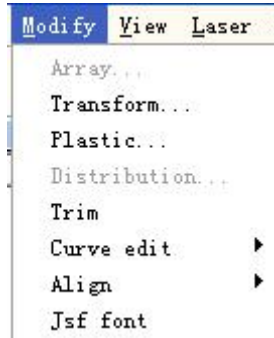 Modify View Laser
Array...
Transform...
Plastic...
Distribution...
Trim
Curve edit
Align
Jsf font